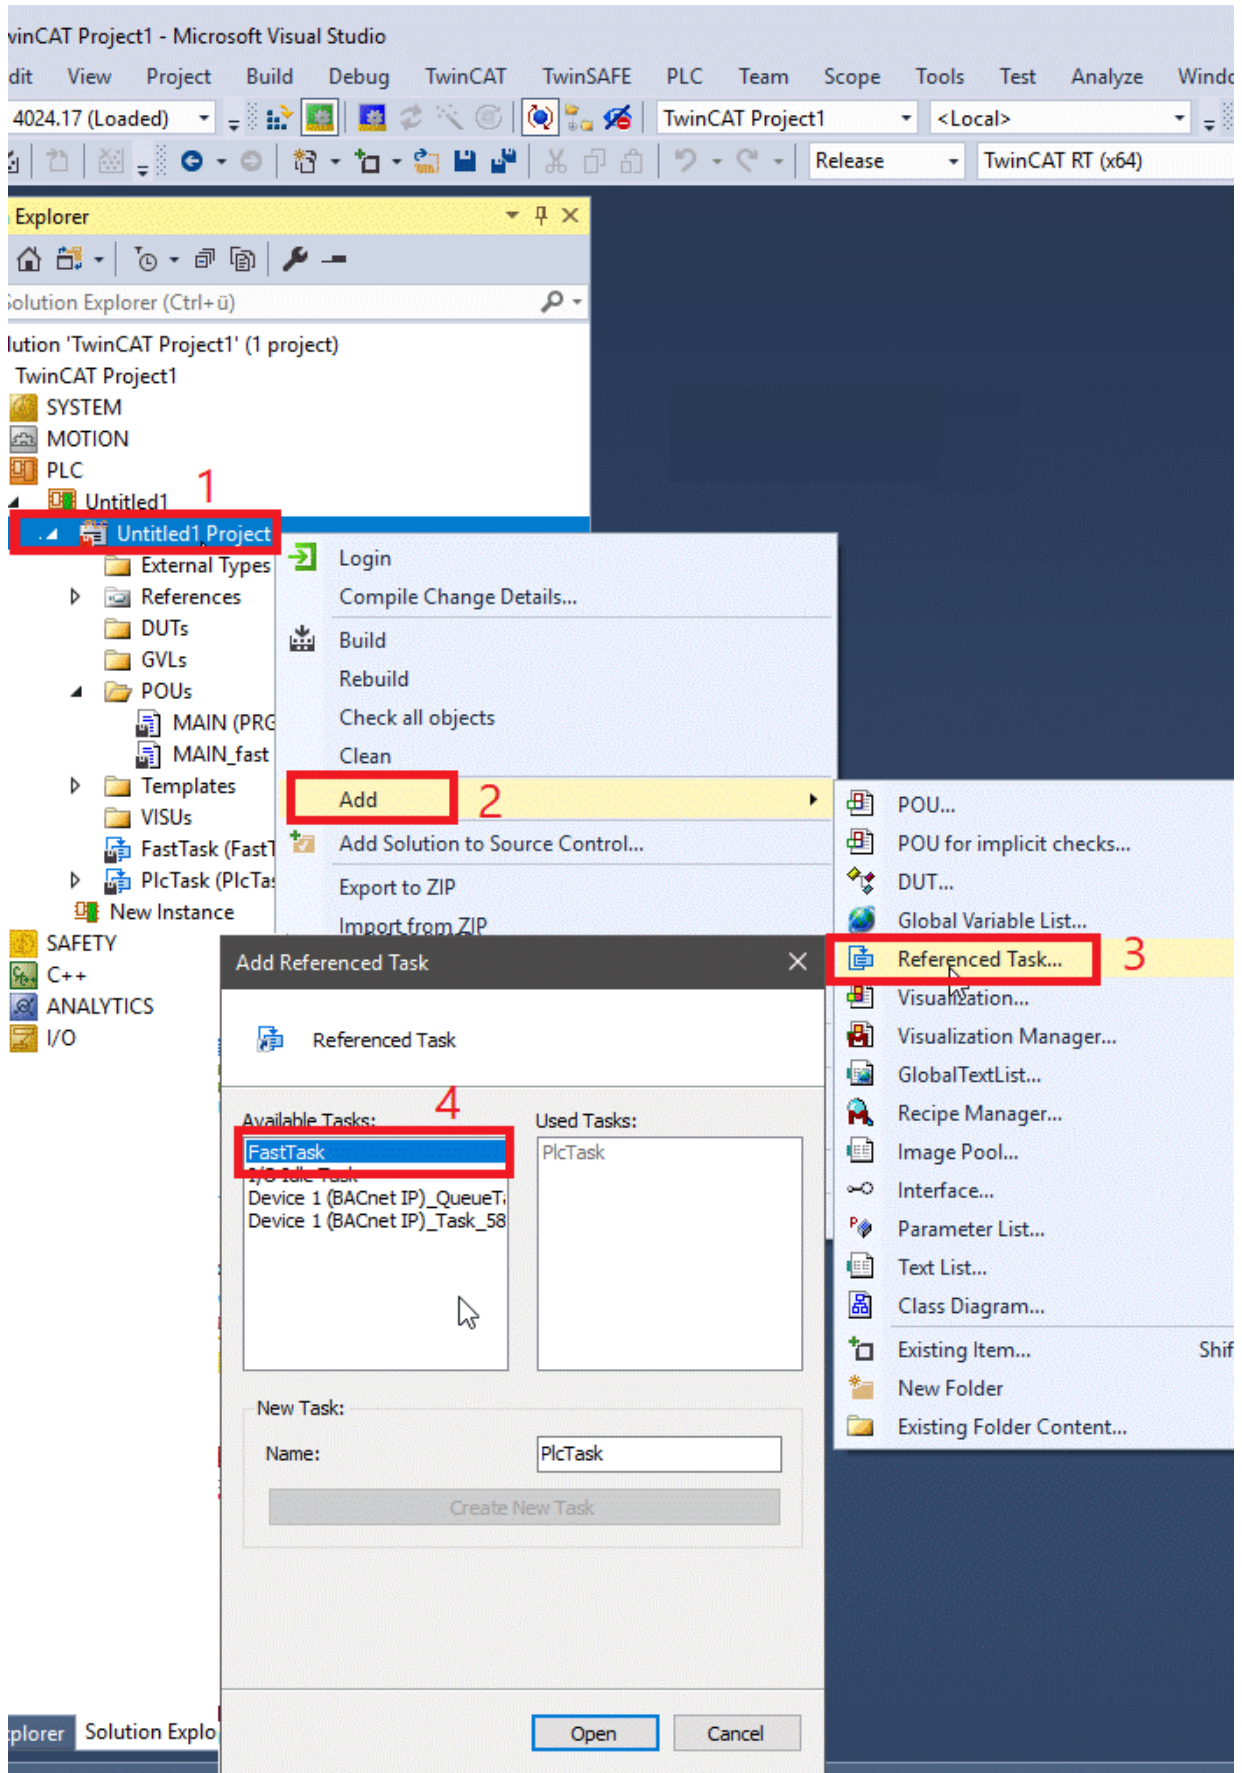 vinCAT Project1 - Microsoft Visual Studio
dit View Project Build Debug TwinCAT TwinSAFE PLC Team Scope Tools Test Analyze Windo
4024.17 (Loaded) TwinCAT Project1 <Local>
Release TwinCAT RT (x64)
Explorer
Solution Explorer (Ctrl+ü)
lution 'TwinCAT Project1' (1 project)
TwinCAT Project1
SYSTEM
MOTION
PLC
1
Untitled1
Untitled1 Project
External Types
References
DUTs
GVLs
POUs
MAIN (PRG
MAIN_fast
Templates
VISUs
FastTask (FastT
PlcTask (PlcTas
New Instance
SAFETY
C++
ANALYTICS
I/O
Login
Compile Change Details...
Build
Rebuild
Check all objects
Clean
Add
2
Add Solution to Source Control...
Export to ZIP
Import from ZIP
POU...
POU for implicit checks...
DUT...
Global Variable List...
Referenced Task...
3
Visualization...
Visualization Manager...
GlobalTextList...
Recipe Manager...
Image Pool...
Interface...
Parameter List...
Text List...
Class Diagram...
Existing Item... Shif
New Folder
Existing Folder Content...
Add Referenced Task
Referenced Task
4
Available Tasks:
FastTask
I/O Idle Task
Device 1 (BACnet IP)_QueueTa
Device 1 (BACnet IP)_Task_58
Used Tasks:
PlcTask
New Task:
Name: PlcTask
Create New Task
Open Cancel
xplorer Solution Explo